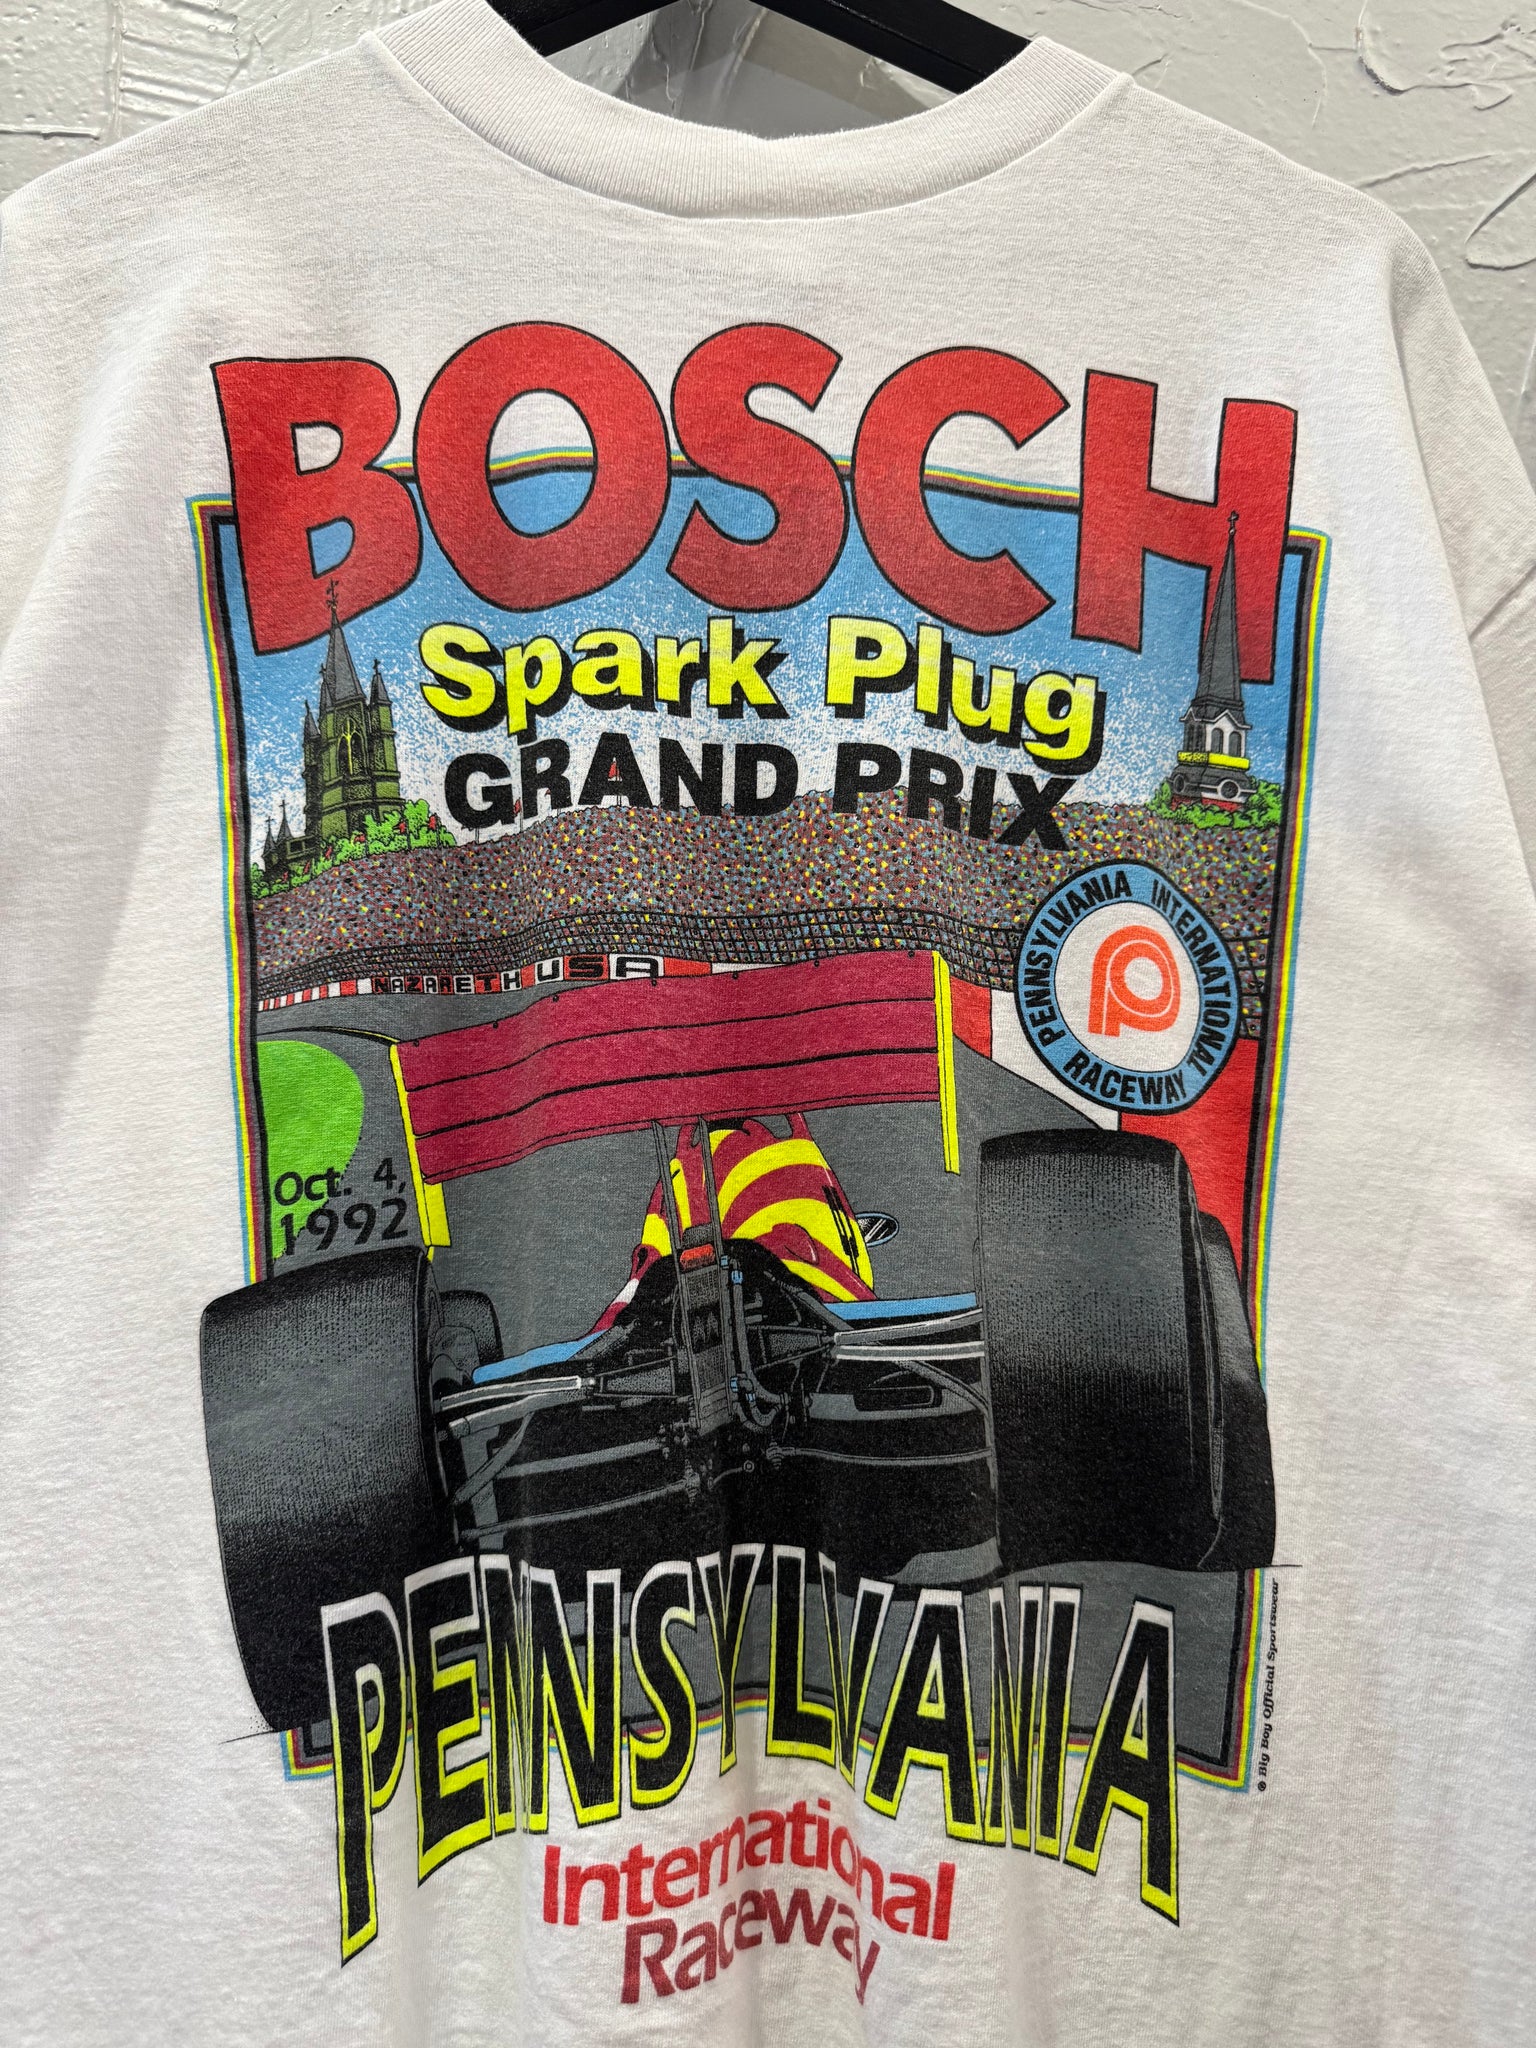 BOSCH
Spark Plug
GRAND PRIX
NAZARETH USA
PENNSYLVANIA INTERNATIONAL
RACEWAY
Oct. 4,
1992
PENNSYLVANIA
International
Raceway
® Big Boy Official Sportswear